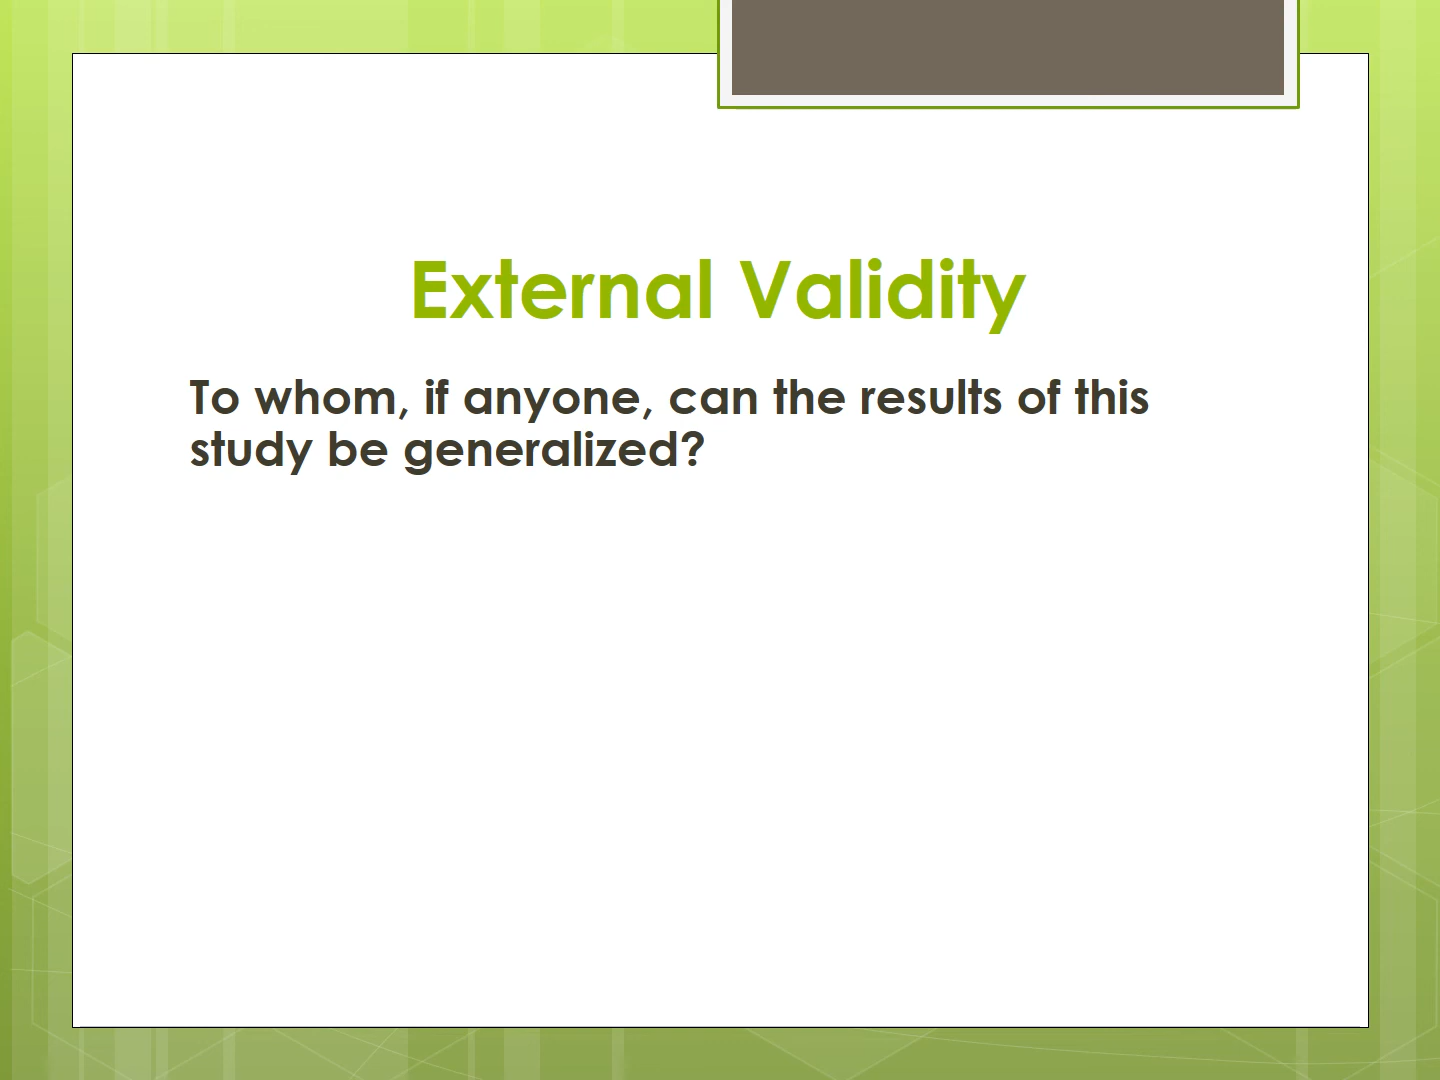 External Validity
To whom, if anyone, can the results of this
study be generalized?